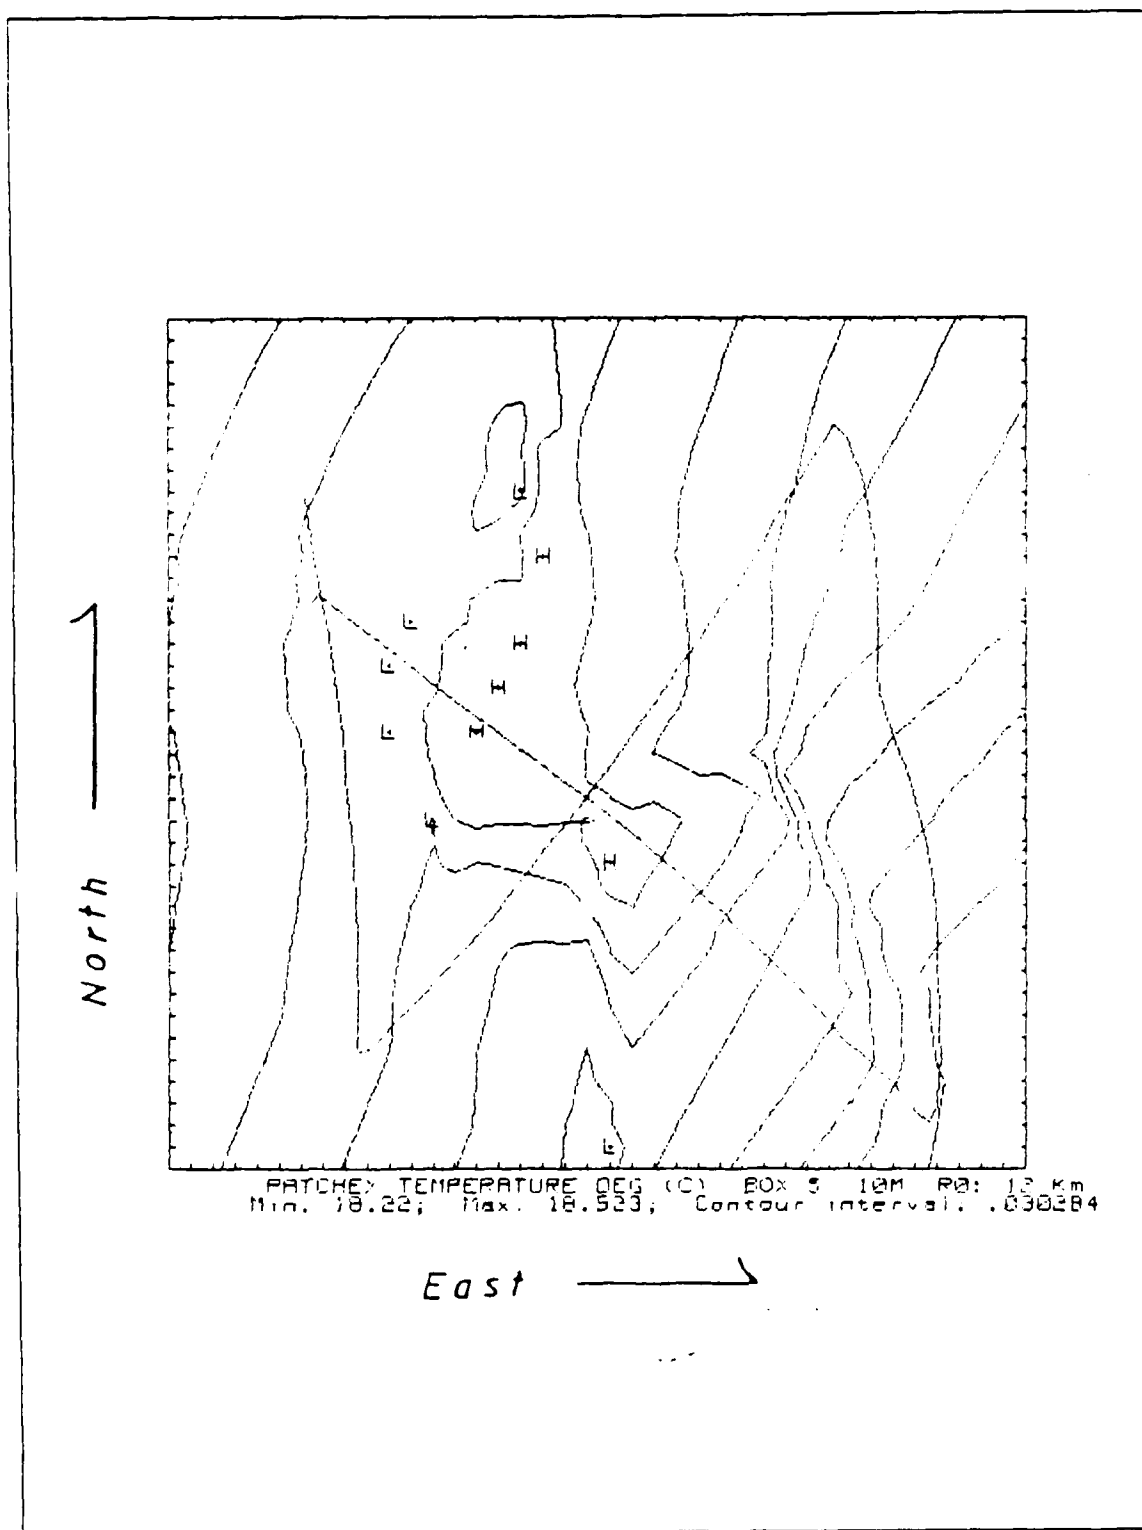 H
H
H
H
H
North
PATCHEX TEMPERATURE DEG (C) BOX 5 10M R0: 12 Km
Min. 18.22; Max. 18.523; Contour interval. .030284
East